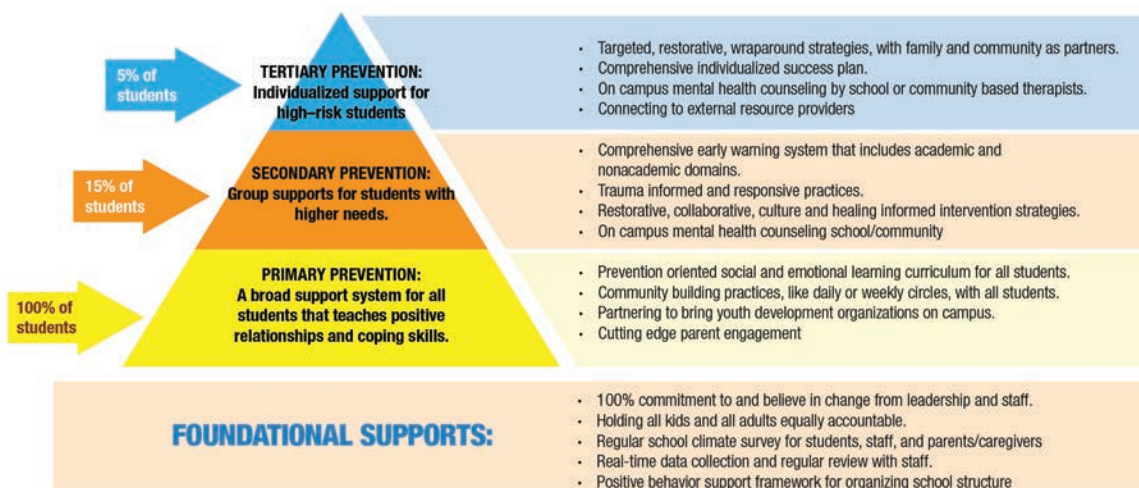 5% of
students
TERTIARY PREVENTION:
Individualized support for
high–risk students
• Targeted, restorative, wraparound strategies, with family and community as partners.
• Comprehensive individualized success plan.
• On campus mental health counseling by school or community based therapists.
• Connecting to external resource providers
15% of
students
SECONDARY PREVENTION:
Group supports for students with
higher needs.
• Comprehensive early warning system that includes academic and
nonacademic domains.
• Trauma informed and responsive practices.
• Restorative, collaborative, culture and healing informed intervention strategies.
• On campus mental health counseling school/community
100% of
students
PRIMARY PREVENTION:
A broad support system for all
students that teaches positive
relationships and coping skills.
• Prevention oriented social and emotional learning curriculum for all students.
• Community building practices, like daily or weekly circles, with all students.
• Partnering to bring youth development organizations on campus.
• Cutting edge parent engagement
FOUNDATIONAL SUPPORTS:
• 100% commitment to and believe in change from leadership and staff.
• Holding all kids and all adults equally accountable.
• Regular school climate survey for students, staff, and parents/caregivers
• Real-time data collection and regular review with staff.
• Positive behavior support framework for organizing school structure